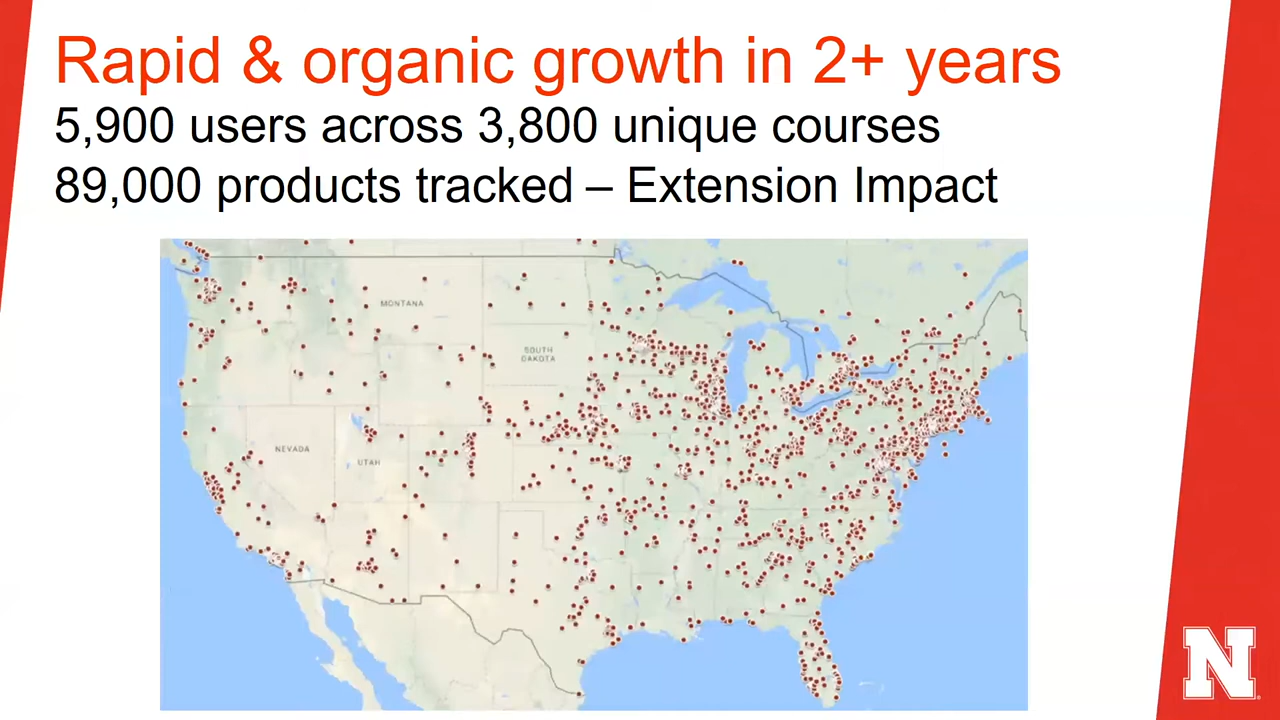 Rapid & organic growth in 2+ years
5,900 users across 3,800 unique courses
89,000 products tracked – Extension Impact
MONTANA
SOUTH
DAKOTA
NEVADA
UTAH
N